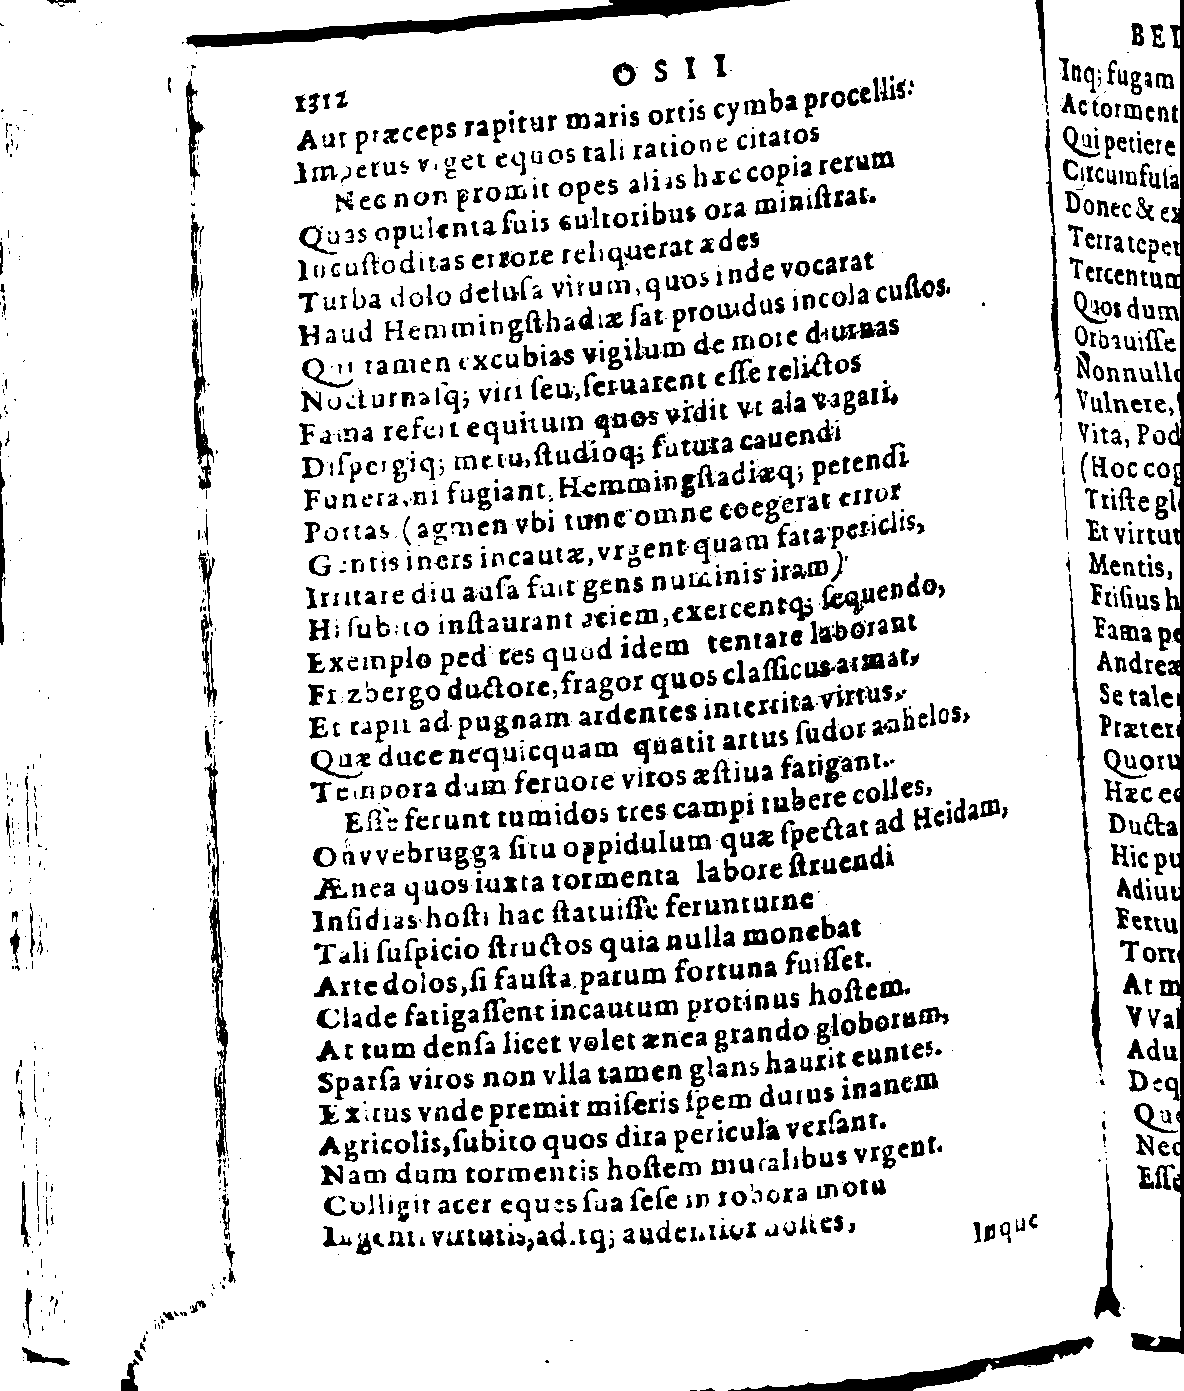 1312
OSII
Aut præceps rapitur maris ortis cymba procellis:
Impetus viget equos tali ratione citatos
Nec non promit opes aliis hæc copia rerum
Quas opulenta suis cultoribus ora ministrat.
Incustoditas errore reliquerat ædes
Turba dolo delusa virum, quos inde vocarat
Haud Hemmingsthadiæ sat prouidus incola custos.
Qui tamen excubias vigilum de more diurnas
Nocturnasq; viri seu, seruarent esse relictos
Fama refert equitum quos vidit vt ala vagari,
Dispergiq; metu, studioq; futura cauendi
Funera, ni fugiant, Hemmingstadiæq; petendi
Portas (agmen vbi tunc omne coegerat error
Gentis iners incautæ, vrgent quam fata periclis,
Irritare diu ausa fuit gens numinis iram)
Hi subito instaurant aciem, exercentq; sequendo,
Exemplo pedites quod idem tentare laborant
Fr zbergo ductore, fragor quos classicus armat,
Et rapit ad pugnam ardentes interrita virtus,
Quæ duce nequicquam quatit artus sudor anhelos,
Tempora dum feruore viros æstiua fatigant.
Esse ferunt tumidos tres campi tubere colles,
Ohvvebrugga situ oppidulum quæ spectat ad Heidam,
Ænea quos iuxta tormenta labore struendi
Insidias hosti hac statuisse ferunturne
Tali suspicio structos quia nulla monebat
Arte dolos, si fausta parum fortuna fuisset.
Clade fatigassent incautum protinus hostem.
At tum densa licet volet ænea grando globorum,
Sparsa viros non vlla tamen glans haurit euntes.
Exitus vnde premit miseris spem durus inanem
Agricolis, subito quos dira pericula versant.
Nam dum tormentis hostem muralibus vrgent.
Colligit acer eques sua sese in robora motu
Ingenti virtutis, aditq; audentior hostes,
Inque
BED
Inq; fugam
Ac torment
Qui petiere
Circumfusa
Donec & ex
Terra tepet
Tercentum
Quos dum
Orbauisse
Nonnullo
Vulnere,
Vita, Pod
(Hoc cog
Triste gl
Et virtut
Mentis,
Frisius h
Fama pe
Andreæ
Se taler
Præter
Quoru
Hæc ec
Ducta
Hic pu
Adiuu
Fertu
Torr
At m
VVal
Adu
Deq
Que
Nec
Esse